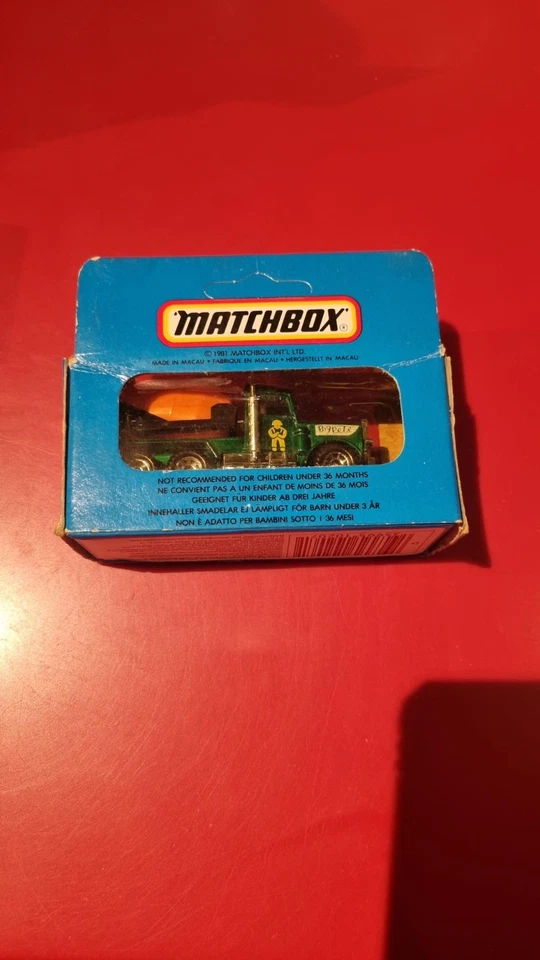 "MATCHBOX"®
© 1981 MATCHBOX INT'L LTD.
MADE IN MACAU • FABRIQUE EN MACAU • HERGESTELLT IN MACAU
B.Pete
NOT RECOMMENDED FOR CHILDREN UNDER 36 MONTHS
NE CONVIENT PAS A UN ENFANT DE MOINS DE 36 MOIS
GEEIGNET FÜR KINDER AB DREI JAHRE
INNEHALLER SMADELAR EJ LAMPLIGT FÖR BARN UNDER 3 ÅR
NON È ADATTO PER BAMBINI SOTTO I 36 MESI